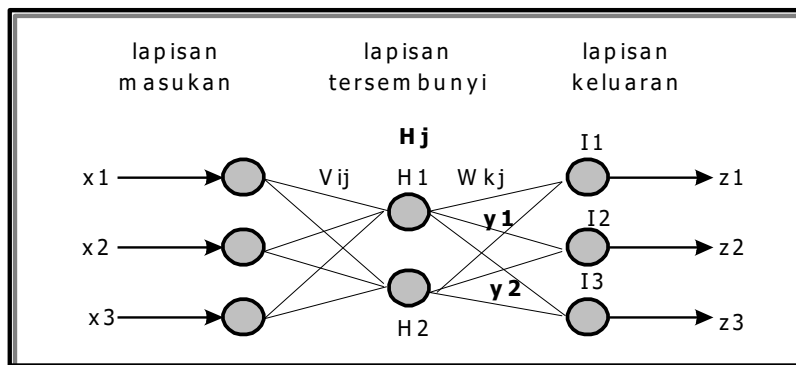 lapisan masukan
lapisan tersembunyi
lapisan keluaran
Hj
I1
x1
Vij
H1
Wkj
z1
y1
I2
x2
z2
y2
I3
x3
H2
z3